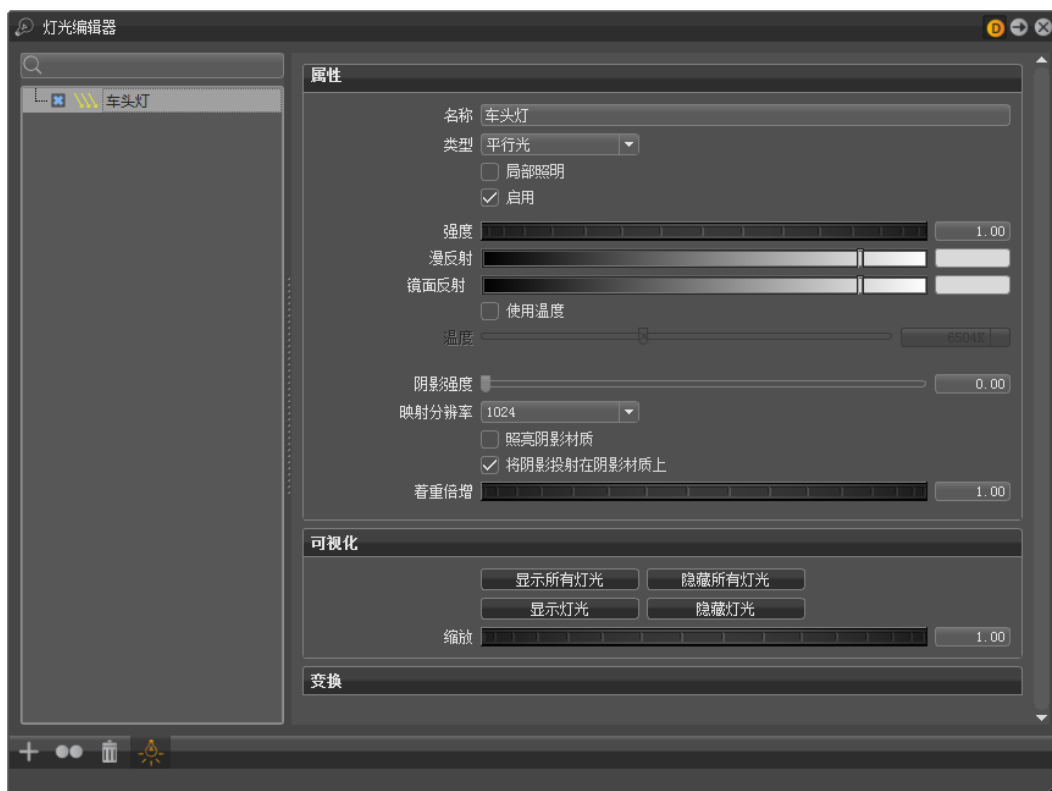 灯光编辑器
D
车头灯
属性
名称 车头灯
类型 平行光
局部照明
启用
强度 1.00
漫反射
镜面反射
使用温度
温度 6504K
阴影强度 0.00
映射分辨率 1024
照亮阴影材质
将阴影投射在阴影材质上
着重倍增 1.00
可视化
显示所有灯光 隐藏所有灯光
显示灯光 隐藏灯光
缩放 1.00
变换